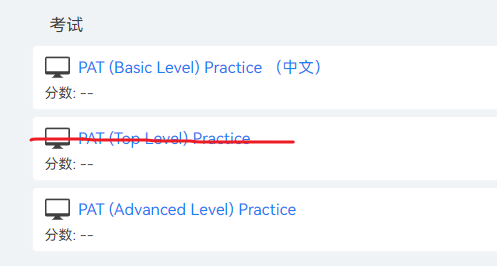 考试
PAT (Basic Level) Practice （中文）
分数: --
PAT (Top Level) Practice
分数: --
PAT (Advanced Level) Practice
分数: --